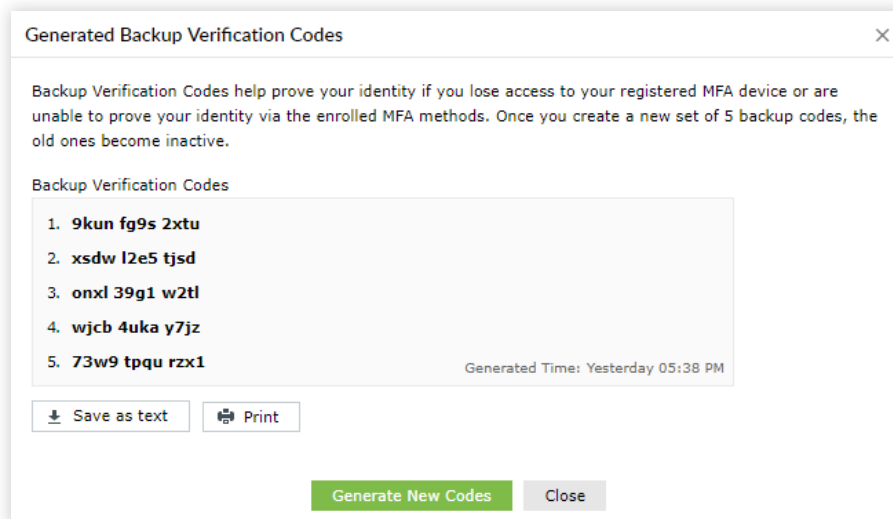 Generated Backup Verification Codes
Backup Verification Codes help prove your identity if you lose access to your registered MFA device or are
unable to prove your identity via the enrolled MFA methods. Once you create a new set of 5 backup codes, the
old ones become inactive.
Backup Verification Codes
1. 9kun fg9s 2xtu
2. xsdw l2e5 tjsd
3. onxl 39g1 w2tl
4. wjcb 4uka y7jz
5. 73w9 tpqu rzx1
Generated Time: Yesterday 05:38 PM
Save as text
Print
Generate New Codes
Close